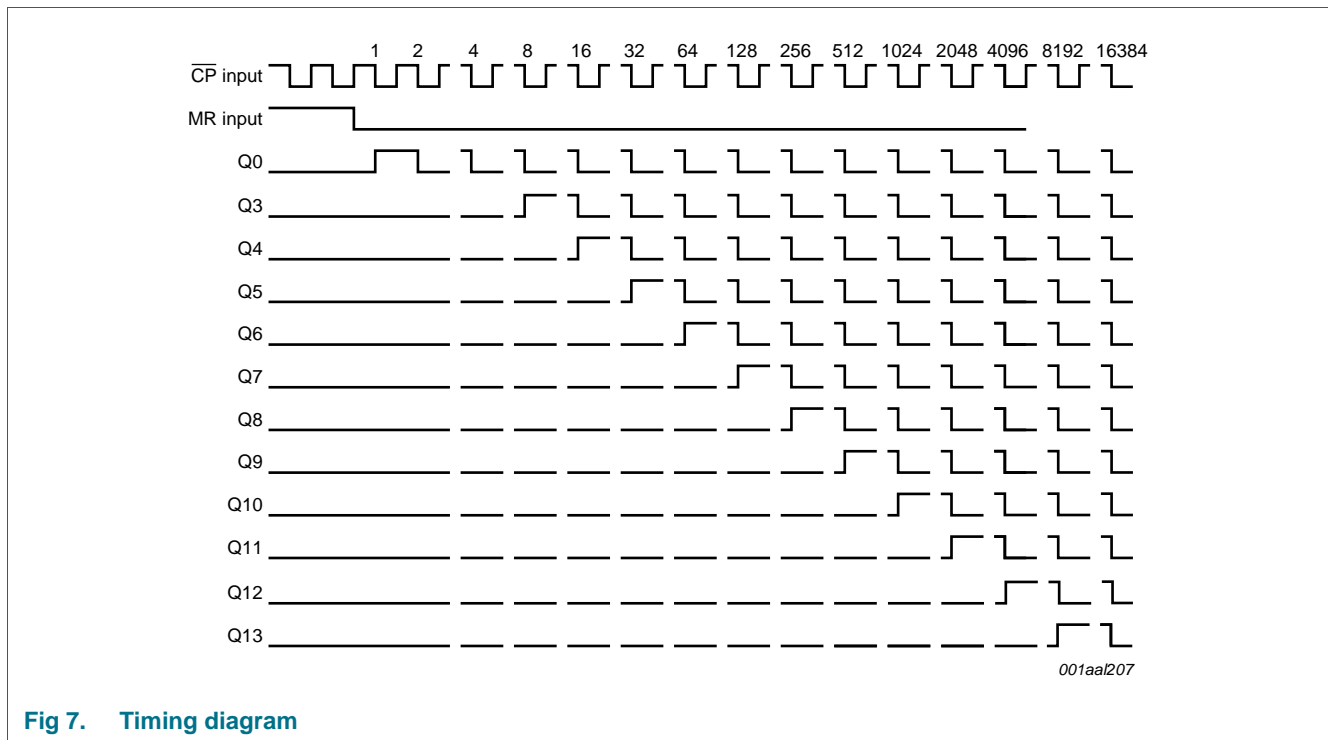 1 2 4 8 16 32 64 128 256 512 1024 2048 4096 8192 16384
CP input
MR input
Q0
Q3
Q4
Q5
Q6
Q7
Q8
Q9
Q10
Q11
Q12
Q13
001aal207
Fig 7. Timing diagram